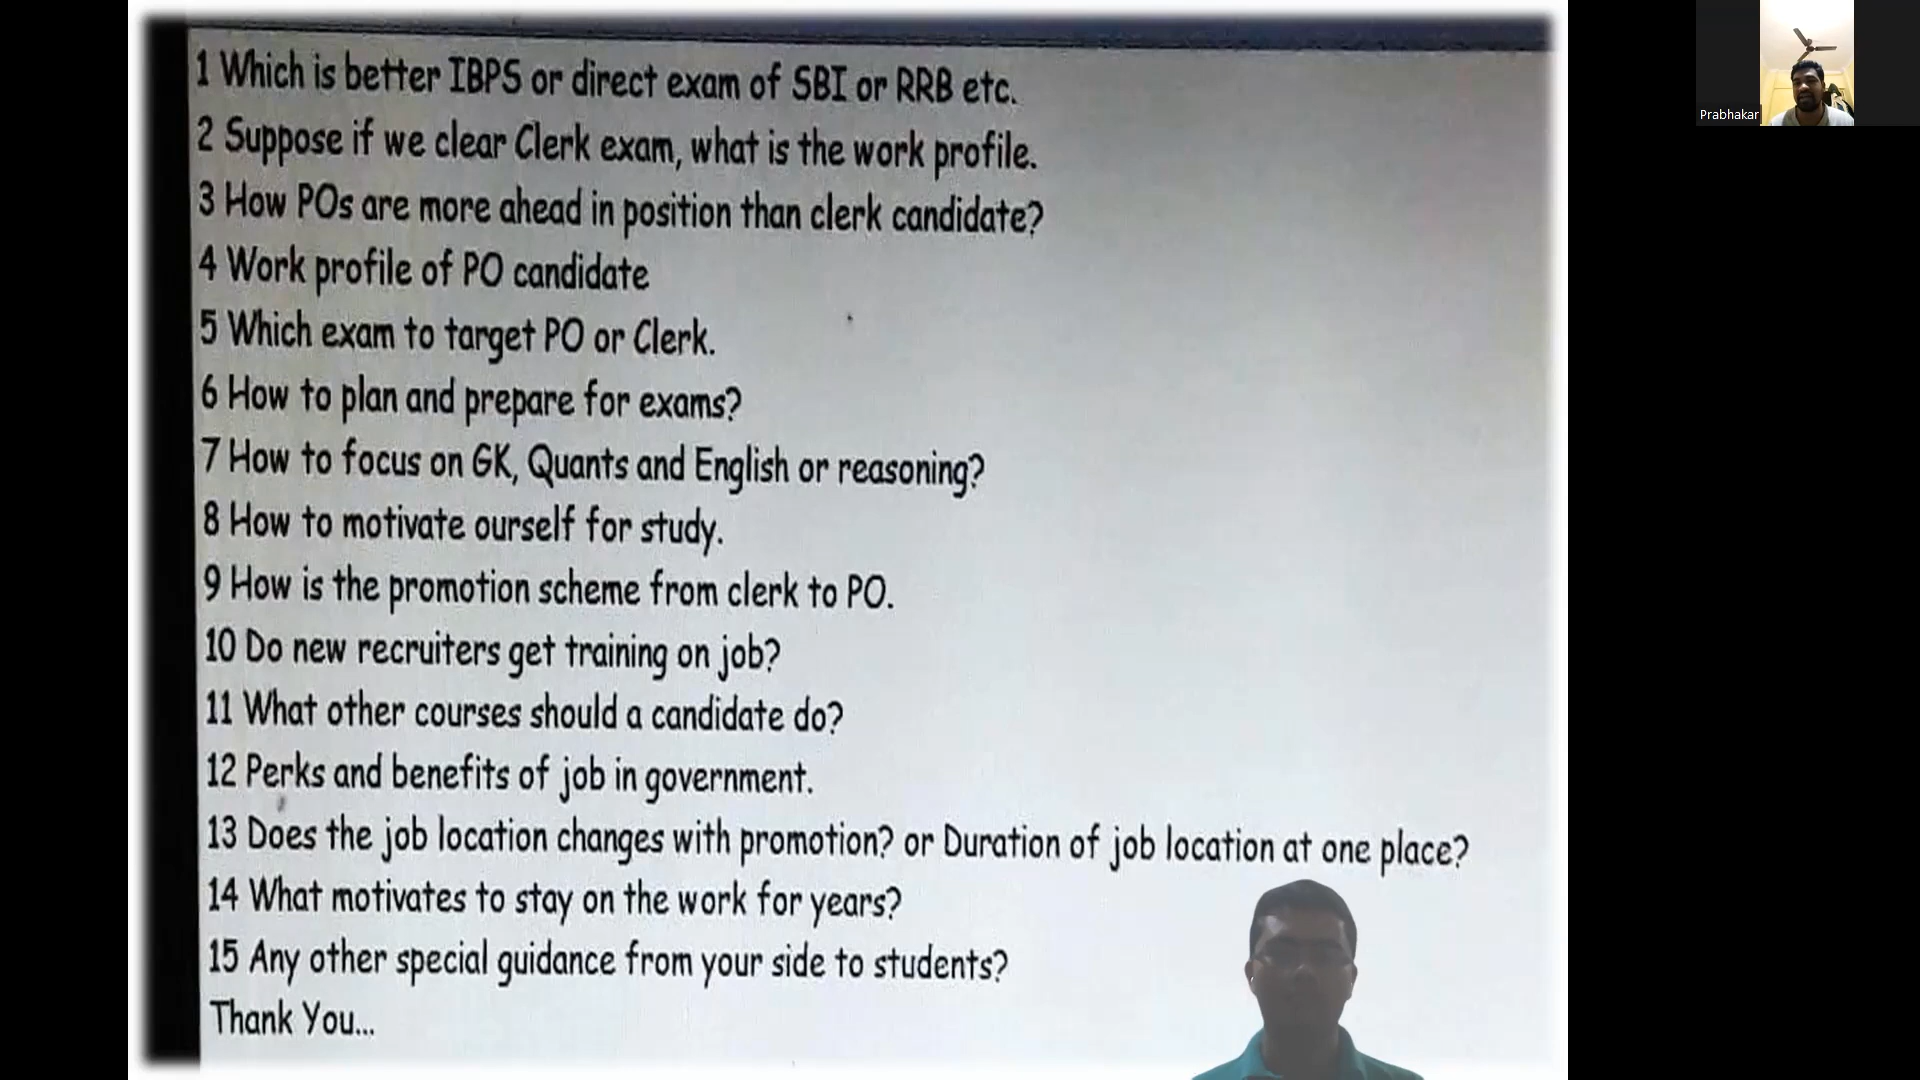 1 Which is better IBPS or direct exam of SBI or RRB etc.
2 Suppose if we clear Clerk exam, what is the work profile.
3 How POs are more ahead in position than clerk candidate?
4 Work profile of PO candidate
5 Which exam to target PO or Clerk.
6 How to plan and prepare for exams?
7 How to focus on GK, Quants and English or reasoning?
8 How to motivate ourself for study.
9 How is the promotion scheme from clerk to PO.
10 Do new recruiters get training on job?
11 What other courses should a candidate do?
12 Perks and benefits of job in government.
13 Does the job location changes with promotion? or Duration of job location at one place?
14 What motivates to stay on the work for years?
15 Any other special guidance from your side to students?
Thank You...
Prabhakar